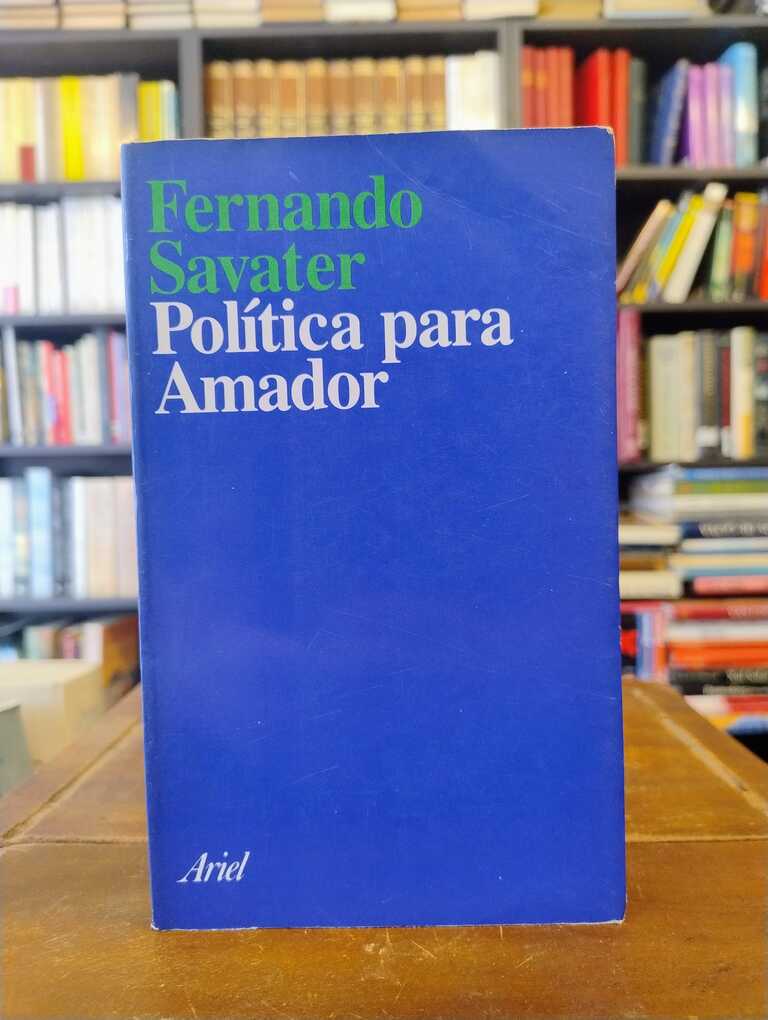 Fernando
Savater
Política para
Amador
Ariel